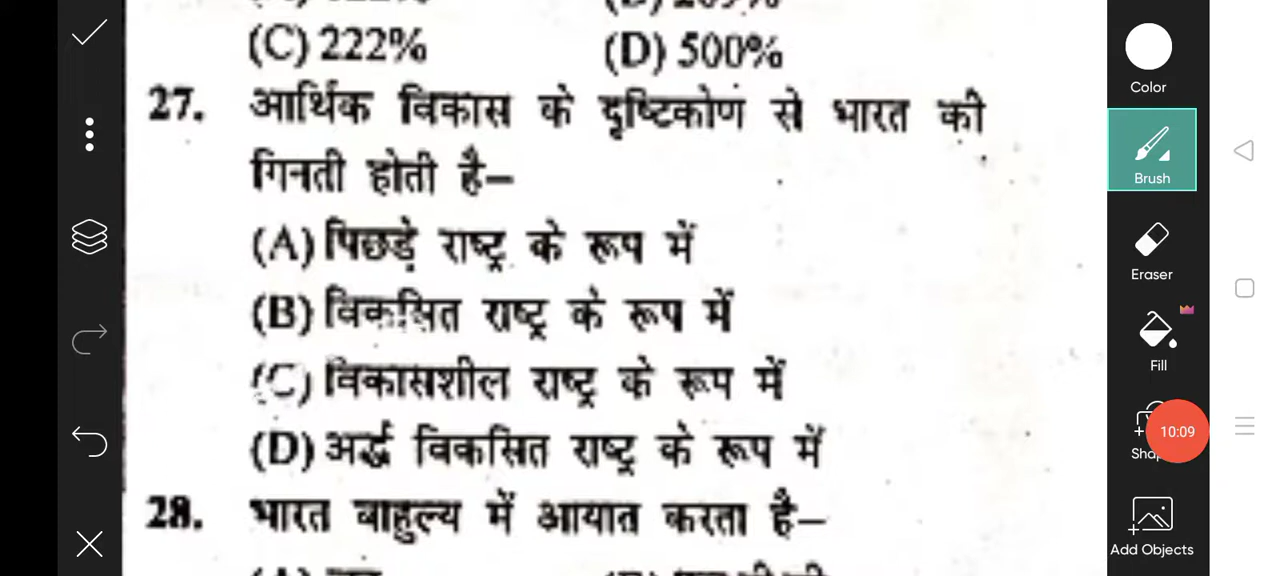 (C) 222%
(D) 500%
27. आर्थिक विकास के दृष्टिकोण से भारत की
गिनती होती है–
(A) पिछड़े राष्ट्र के रूप में
(B) विकसित राष्ट्र के रूप में
(C) विकासशील राष्ट्र के रूप में
(D) अर्द्ध विकसित राष्ट्र के रूप में
28. भारत बाहुल्य में आयात करता है–
Color
Brush
Eraser
Fill
10:09
Add Objects